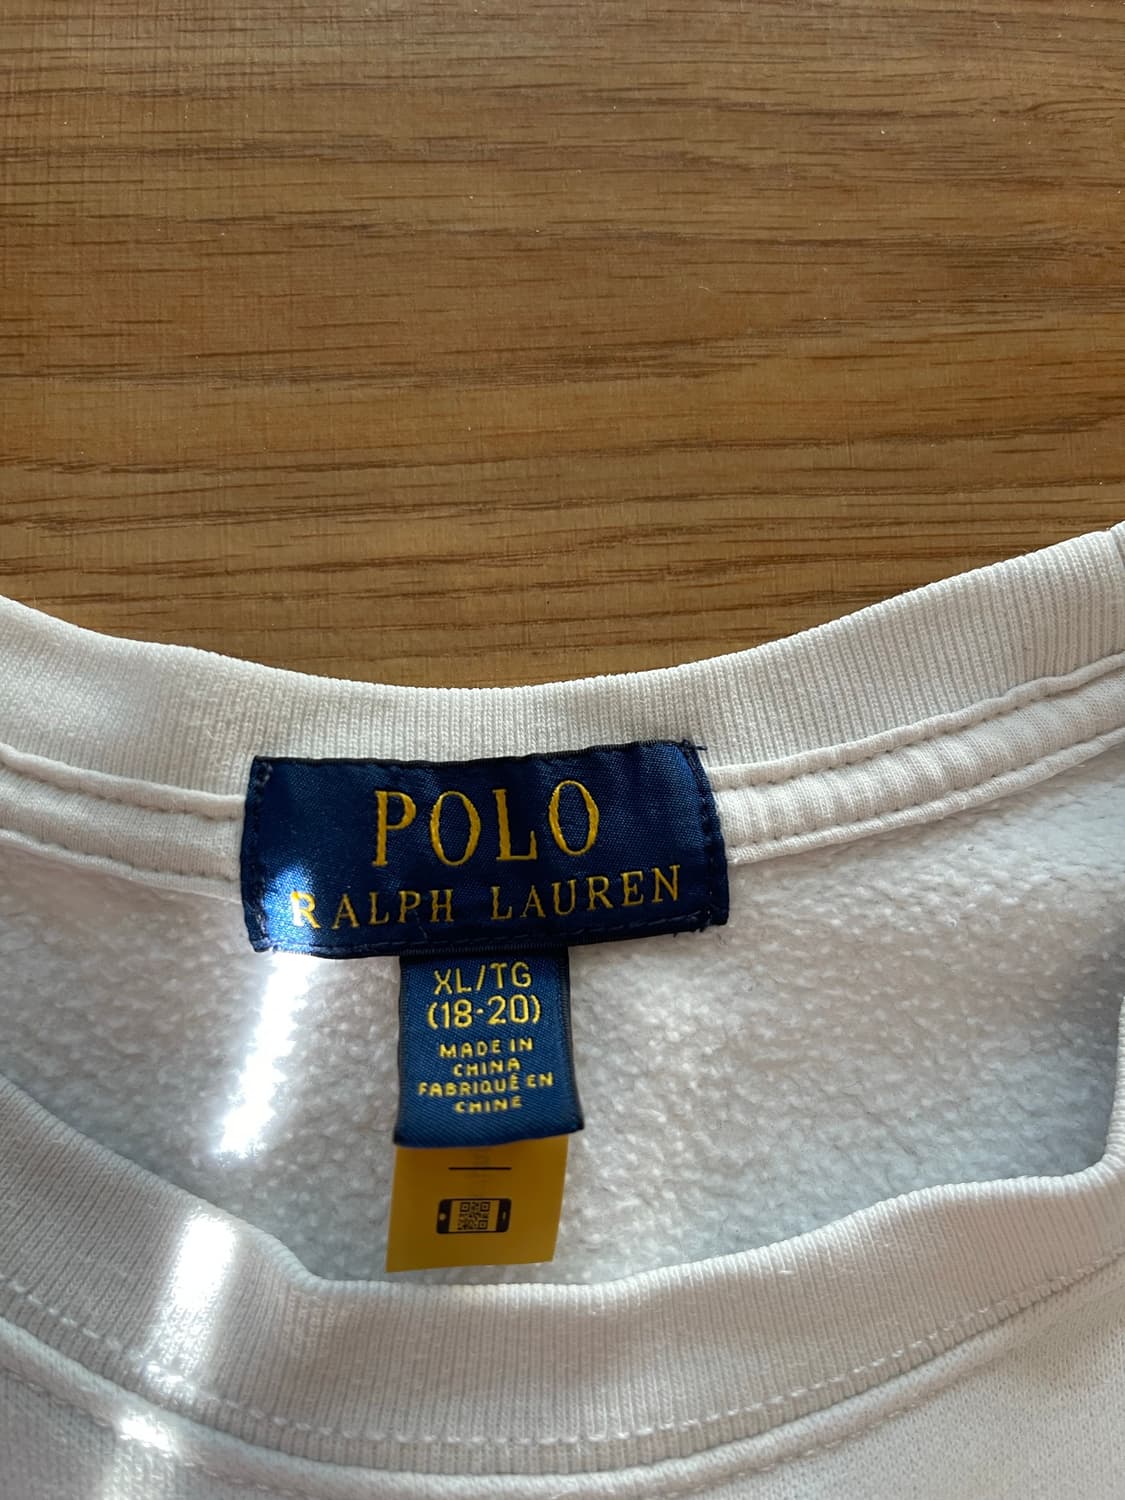 POLO
RALPH LAUREN
XL/TG
(18-20)
MADE IN
CHINA
FABRIQUÉ EN
CHINE